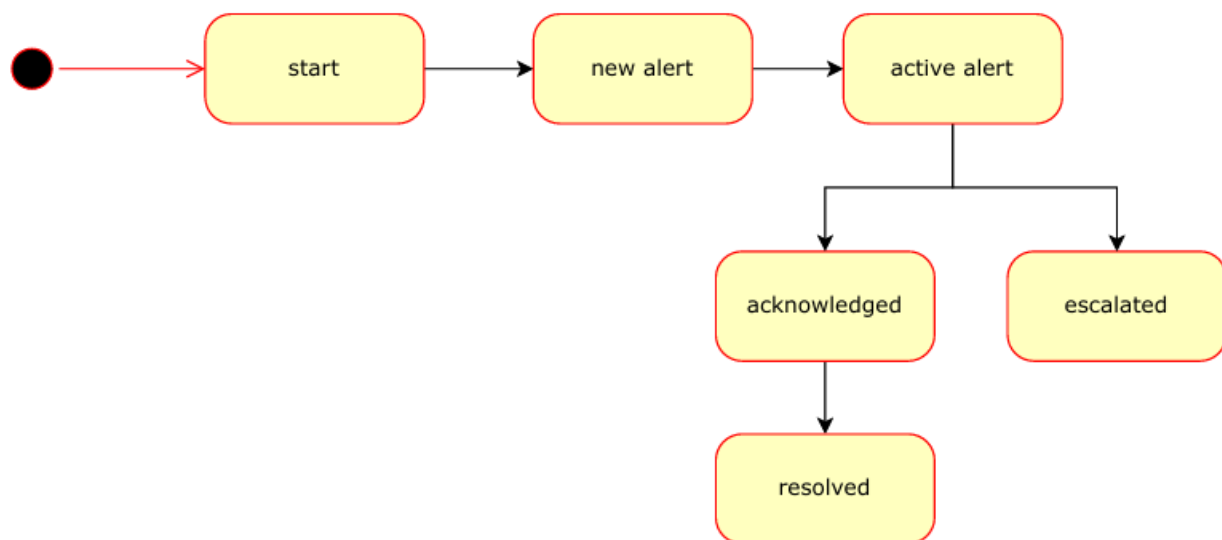 start
new alert
active alert
acknowledged
escalated
resolved